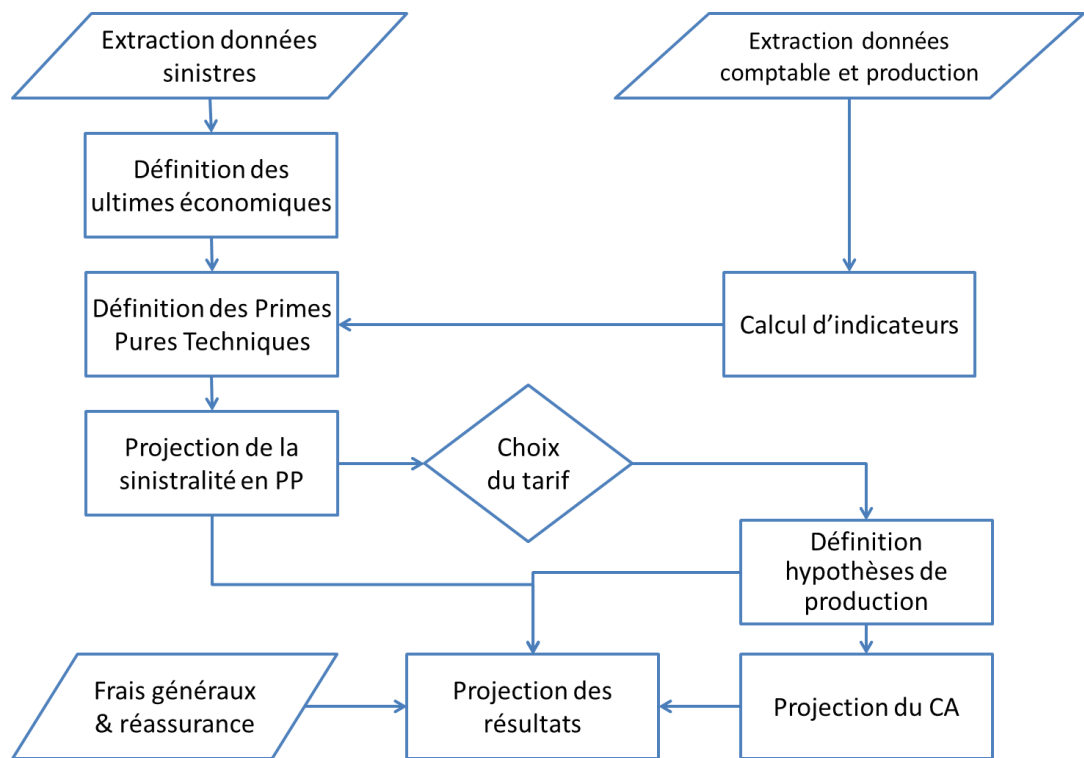 Extraction données
sinistres
Extraction données
comptable et production
Définition des
ultimes économiques
Définition des Primes
Pures Techniques
Calcul d’indicateurs
Projection de la
sinistralité en PP
Choix
du tarif
Définition
hypothèses de
production
Frais généraux
& réassurance
Projection des
résultats
Projection du CA